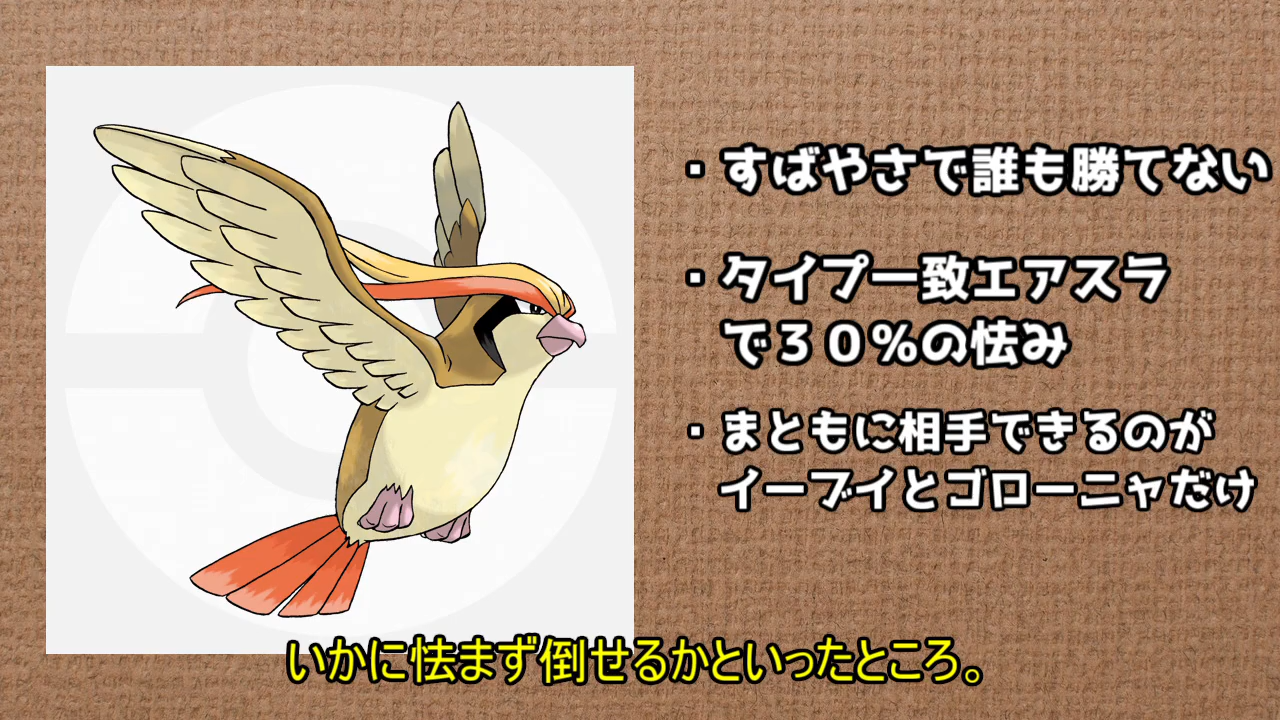 ・すばやさで誰も勝てない
・タイプ一致エアスラ
で３０％の怯み
・まともに相手できるのが
イーブイとゴローニャだけ
いかに怯まず倒せるかといったところ。